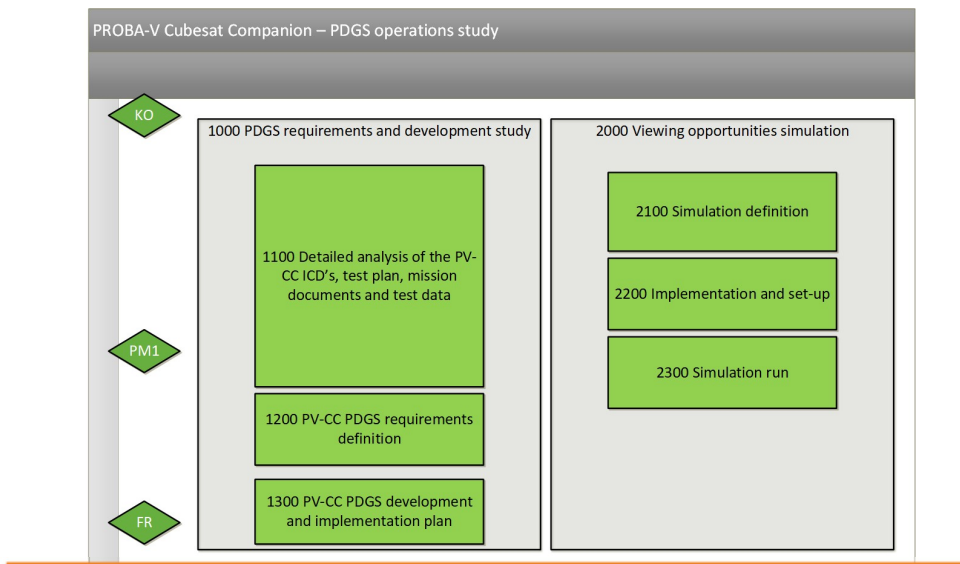 PROBA-V Cubesat Companion – PDGS operations study
KO
1000 PDGS requirements and development study
2000 Viewing opportunities simulation
1100 Detailed analysis of the PV-
CC ICD's, test plan, mission
documents and test data
2100 Simulation definition
2200 Implementation and set-up
PM1
2300 Simulation run
1200 PV-CC PDGS requirements
definition
1300 PV-CC PDGS development
and implementation plan
FR